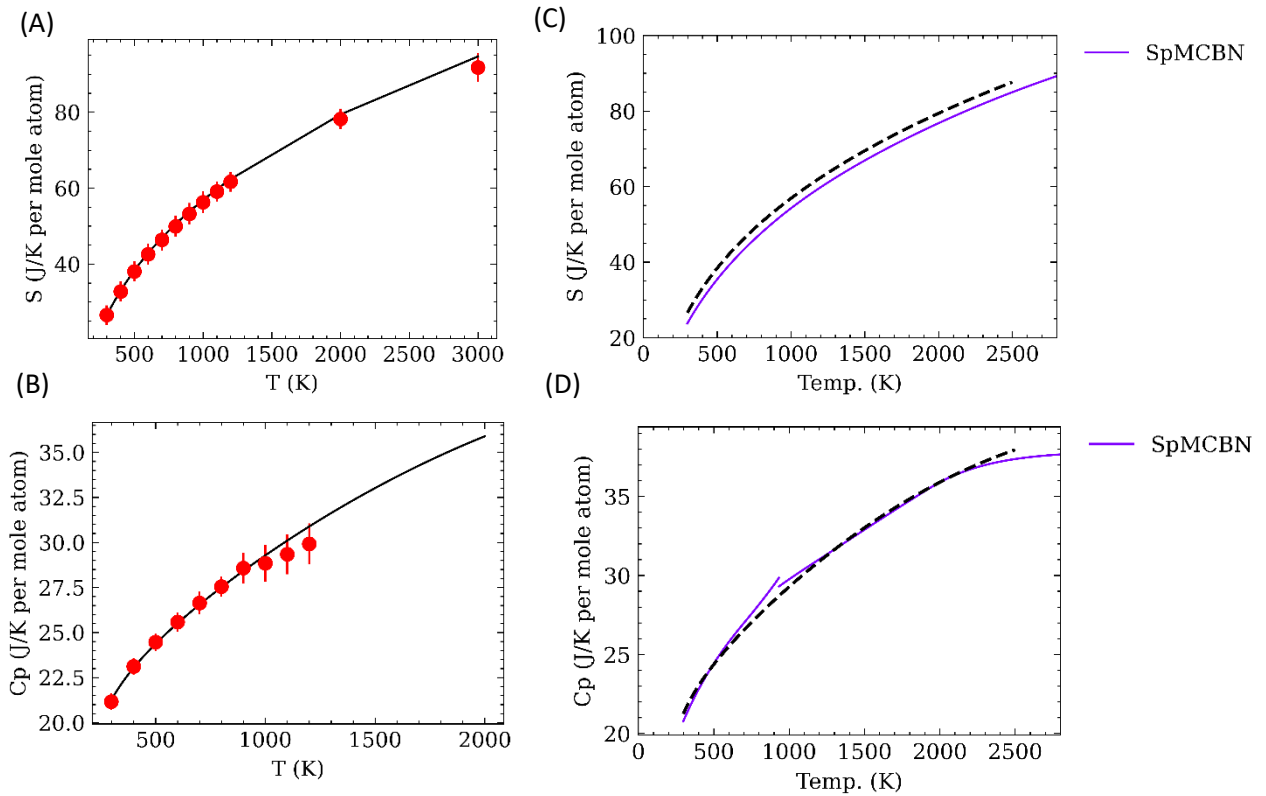 (A)
S (J/K per mole atom)
80
60
40
500 1000 1500 2000 2500 3000
T (K)
(C)
S (J/K per mole atom)
100
80
60
40
20
0 500 1000 1500 2000 2500
Temp. (K)
SpMCBN
(B)
Cp (J/K per mole atom)
35.0
32.5
30.0
27.5
25.0
22.5
20.0
500 1000 1500 2000
T (K)
(D)
Cp (J/K per mole atom)
35
30
25
20
0 500 1000 1500 2000 2500
Temp. (K)
SpMCBN